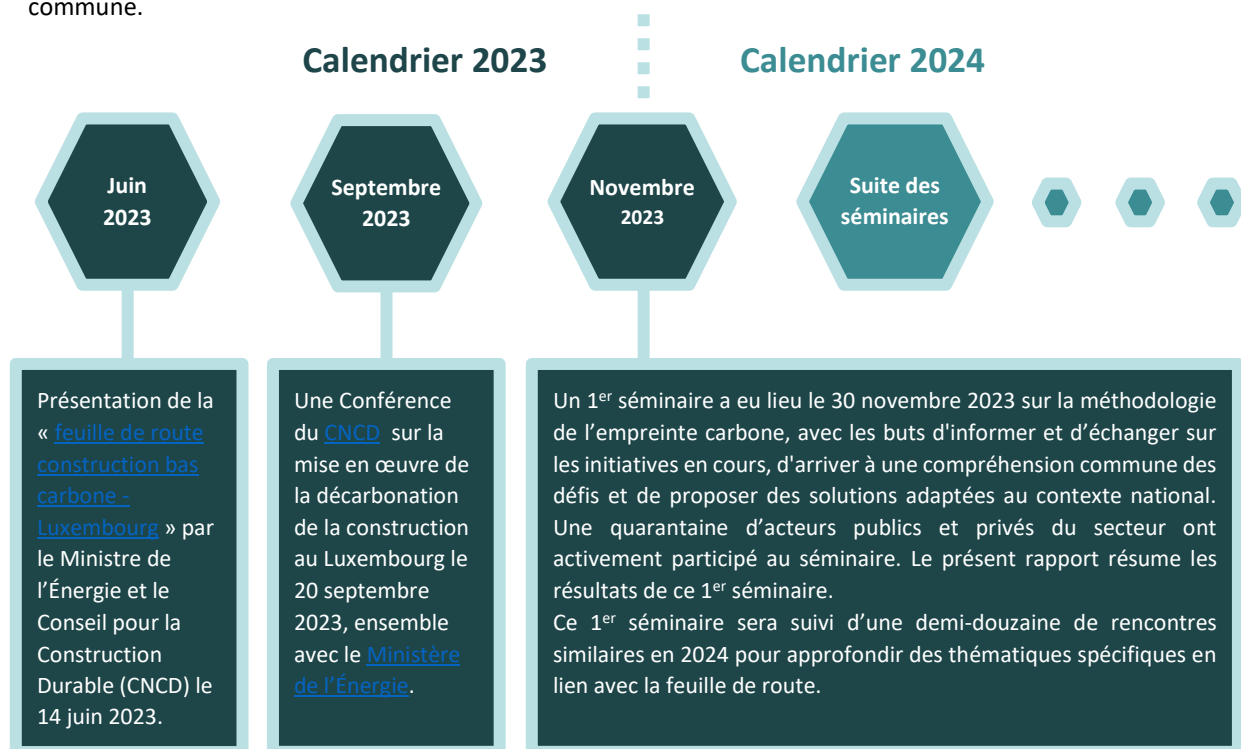 commune.
Calendrier 2023
Calendrier 2024
Juin
2023
Septembre
2023
Novembre
2023
Suite des
séminaires
Présentation de la
« feuille de route
construction bas
carbone -
Luxembourg » par
le Ministre de
l’Énergie et le
Conseil pour la
Construction
Durable (CNCD) le
14 juin 2023.
Une Conférence
du CNCD sur la
mise en œuvre de
la décarbonation
de la construction
au Luxembourg le
20 septembre
2023, ensemble
avec le Ministère
de l’Énergie.
Un 1er séminaire a eu lieu le 30 novembre 2023 sur la méthodologie
de l’empreinte carbone, avec les buts d'informer et d’échanger sur
les initiatives en cours, d'arriver à une compréhension commune des
défis et de proposer des solutions adaptées au contexte national.
Une quarantaine d’acteurs publics et privés du secteur ont
activement participé au séminaire. Le présent rapport résume les
résultats de ce 1er séminaire.
Ce 1er séminaire sera suivi d’une demi-douzaine de rencontres
similaires en 2024 pour approfondir des thématiques spécifiques en
lien avec la feuille de route.